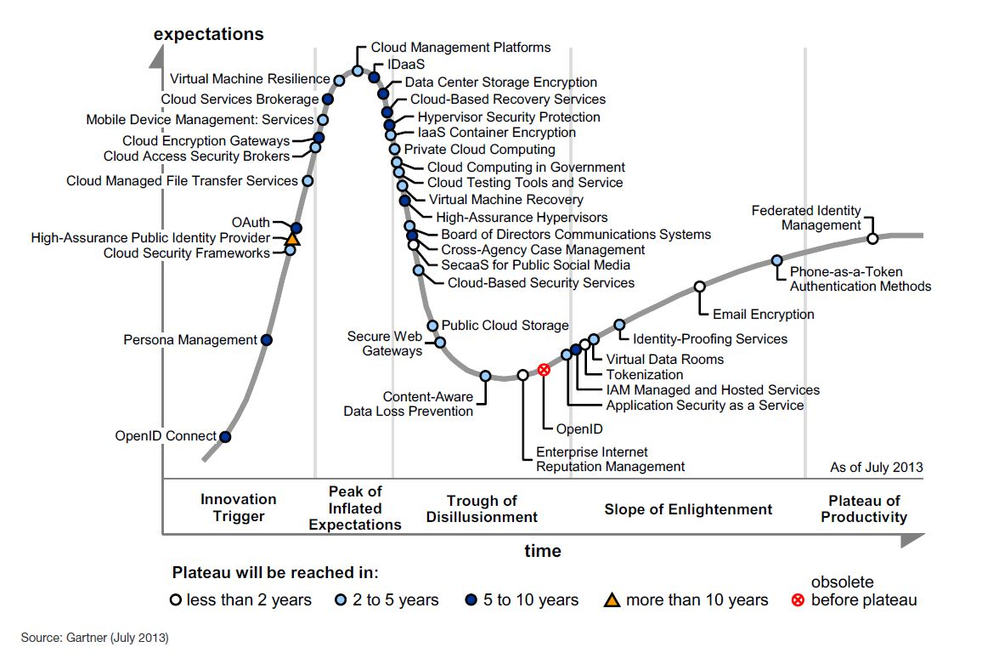 expectations
Cloud Management Platforms
IDaaS
Virtual Machine Resilience
Data Center Storage Encryption
Cloud Services Brokerage
Cloud-Based Recovery Services
Mobile Device Management: Services
Hypervisor Security Protection
Cloud Encryption Gateways
IaaS Container Encryption
Cloud Access Security Brokers
Private Cloud Computing
Cloud Computing in Government
Cloud Managed File Transfer Services
Cloud Testing Tools and Service
Virtual Machine Recovery
High-Assurance Hypervisors
OAuth
Board of Directors Communications Systems
High-Assurance Public Identity Provider
Cross-Agency Case Management
Cloud Security Frameworks
SecaaS for Public Social Media
Cloud-Based Security Services
Federated Identity
Management
Phone-as-a-Token
Authentication Methods
Email Encryption
Public Cloud Storage
Persona Management
Secure Web
Gateways
Identity-Proofing Services
Virtual Data Rooms
Tokenization
IAM Managed and Hosted Services
Application Security as a Service
Content-Aware
Data Loss Prevention
OpenID
OpenID Connect
Enterprise Internet
Reputation Management
As of July 2013
Innovation
Trigger
Peak of
Inflated
Expectations
Trough of
Disillusionment
Slope of Enlightenment
Plateau of
Productivity
time
Plateau will be reached in:
less than 2 years
2 to 5 years
5 to 10 years
more than 10 years
obsolete
before plateau
Source: Gartner (July 2013)